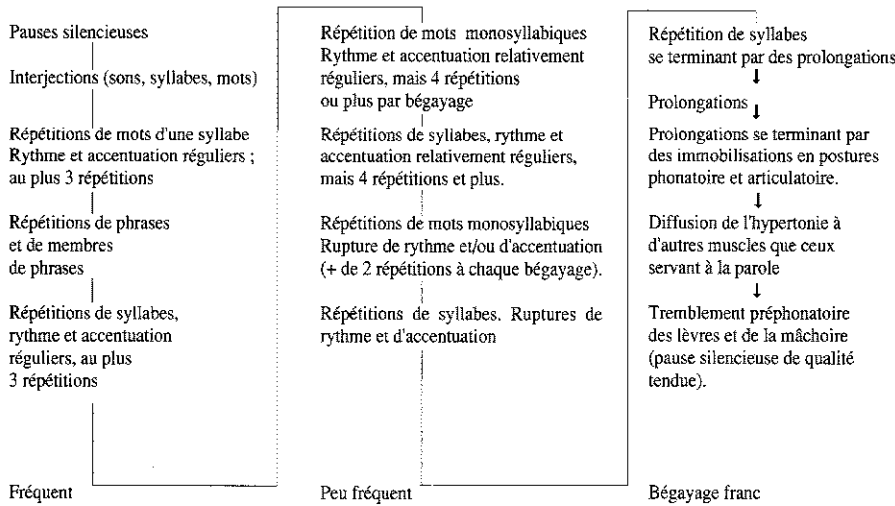 Pauses silencieuses
Interjections (sons, syllabes, mots)
Répétitions de mots d'une syllabe
Rythme et accentuation réguliers ;
au plus 3 répétitions
Répétitions de phrases
et de membres
de phrases
Répétitions de syllabes,
rythme et accentuation
réguliers, au plus
3 répétitions
Fréquent
Répétition de mots monosyllabiques
Rythme et accentuation relativement
réguliers, mais 4 répétitions
ou plus par bégayage
Répétitions de syllabes, rythme et
accentuation relativement réguliers,
mais 4 répétitions et plus.
Répétitions de mots monosyllabiques
Rupture de rythme et/ou d'accentuation
(+ de 2 répétitions à chaque bégayage).
Répétitions de syllabes. Ruptures de
rythme et d'accentuation
Peu fréquent
Répétition de syllabes
se terminant par des prolongations
Prolongations
Prolongations se terminant par
des immobilisations en postures
phonatoire et articulatoire.
Diffusion de l'hypertonie à
d'autres muscles que ceux
servant à la parole
Tremblement préphonatoire
des lèvres et de la mâchoire
(pause silencieuse de qualité
tendue).
Bégayage franc